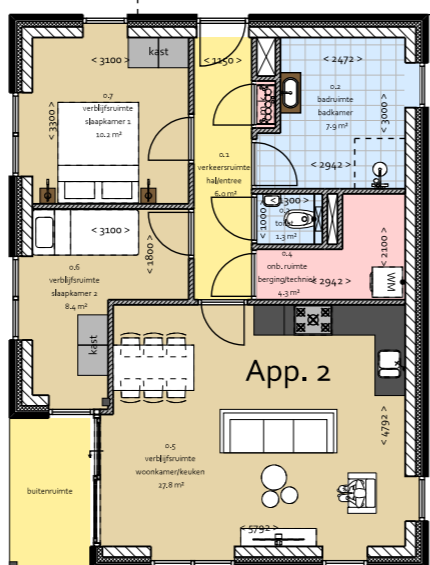 < 3100 >
kast
< 1150 >
< 2472 >
0.7
verblijfsruimte
slaapkamer 1
10.2 m²
< 3300 >
0.2
badruimte
badkamer
7.9 m²
< 3000 >
0.1
verkeersruimte
hal/entree
6.0 m²
< 2942 >
< 1300 >
< 1000 >
toilet
1.3 m²
< 3100 >
< 1800 >
0.6
verblijfsruimte
slaapkamer 2
8.4 m²
0.4
onb. ruimte
berging/techniek
4.3 m²
< 2942 >
< 2100 >
WM
kast
App. 2
0.5
verblijfsruimte
woonkamer/keuken
27.8 m²
< 4792 >
buitenruimte
< 5792 >